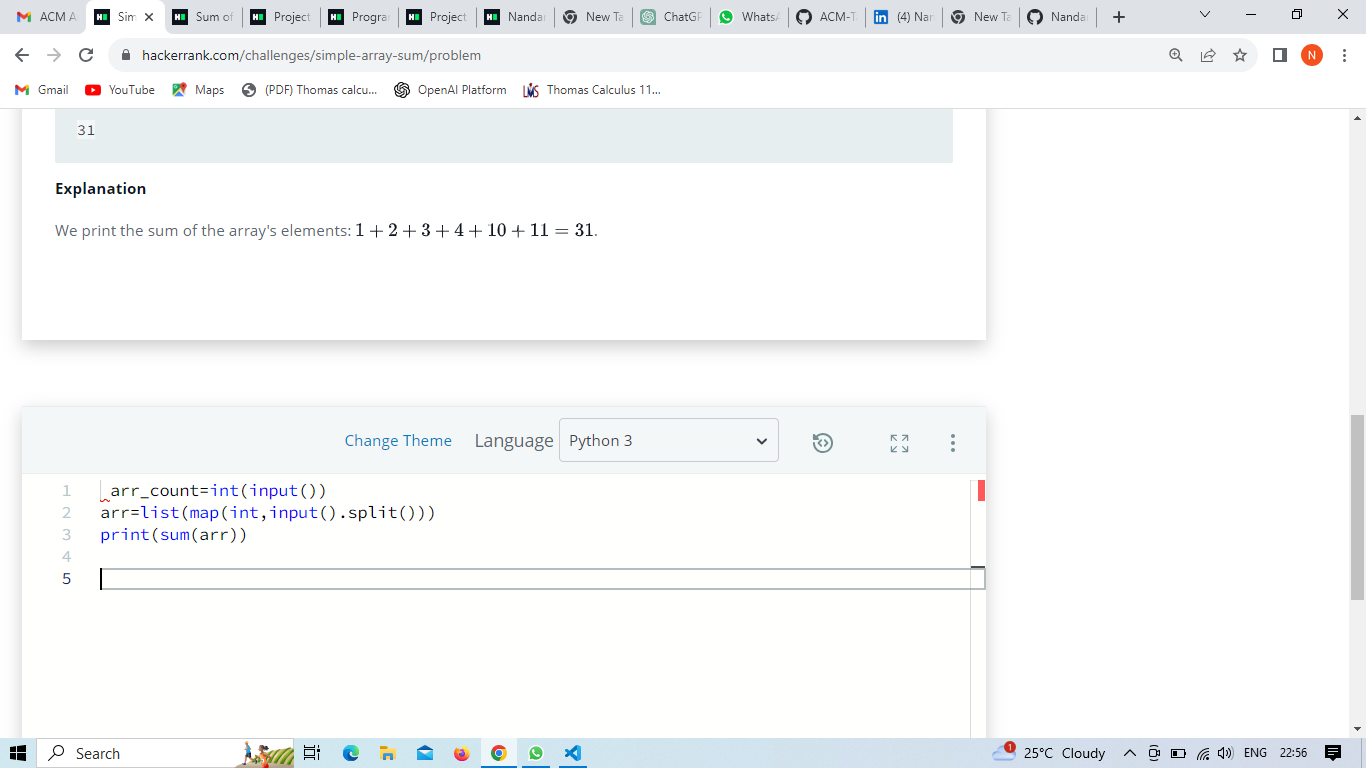 ACM A
Sim
Sum of
Project
Progra
Project
Nandan
New Ta
ChatGP
WhatsA
ACM-T
(4) Nan
New Ta
Nanda
hackerrank.com/challenges/simple-array-sum/problem
N
Gmail
YouTube
Maps
(PDF) Thomas calcu...
OpenAI Platform
Thomas Calculus 11...
31
Explanation
We print the sum of the array's elements: 1 + 2 + 3 + 4 + 10 + 11 = 31.
Change Theme Language Python 3
1 arr_count=int(input())
2 arr=list(map(int,input().split()))
3 print(sum(arr))
4
5
Search
1
25°C Cloudy
ENG
22:56